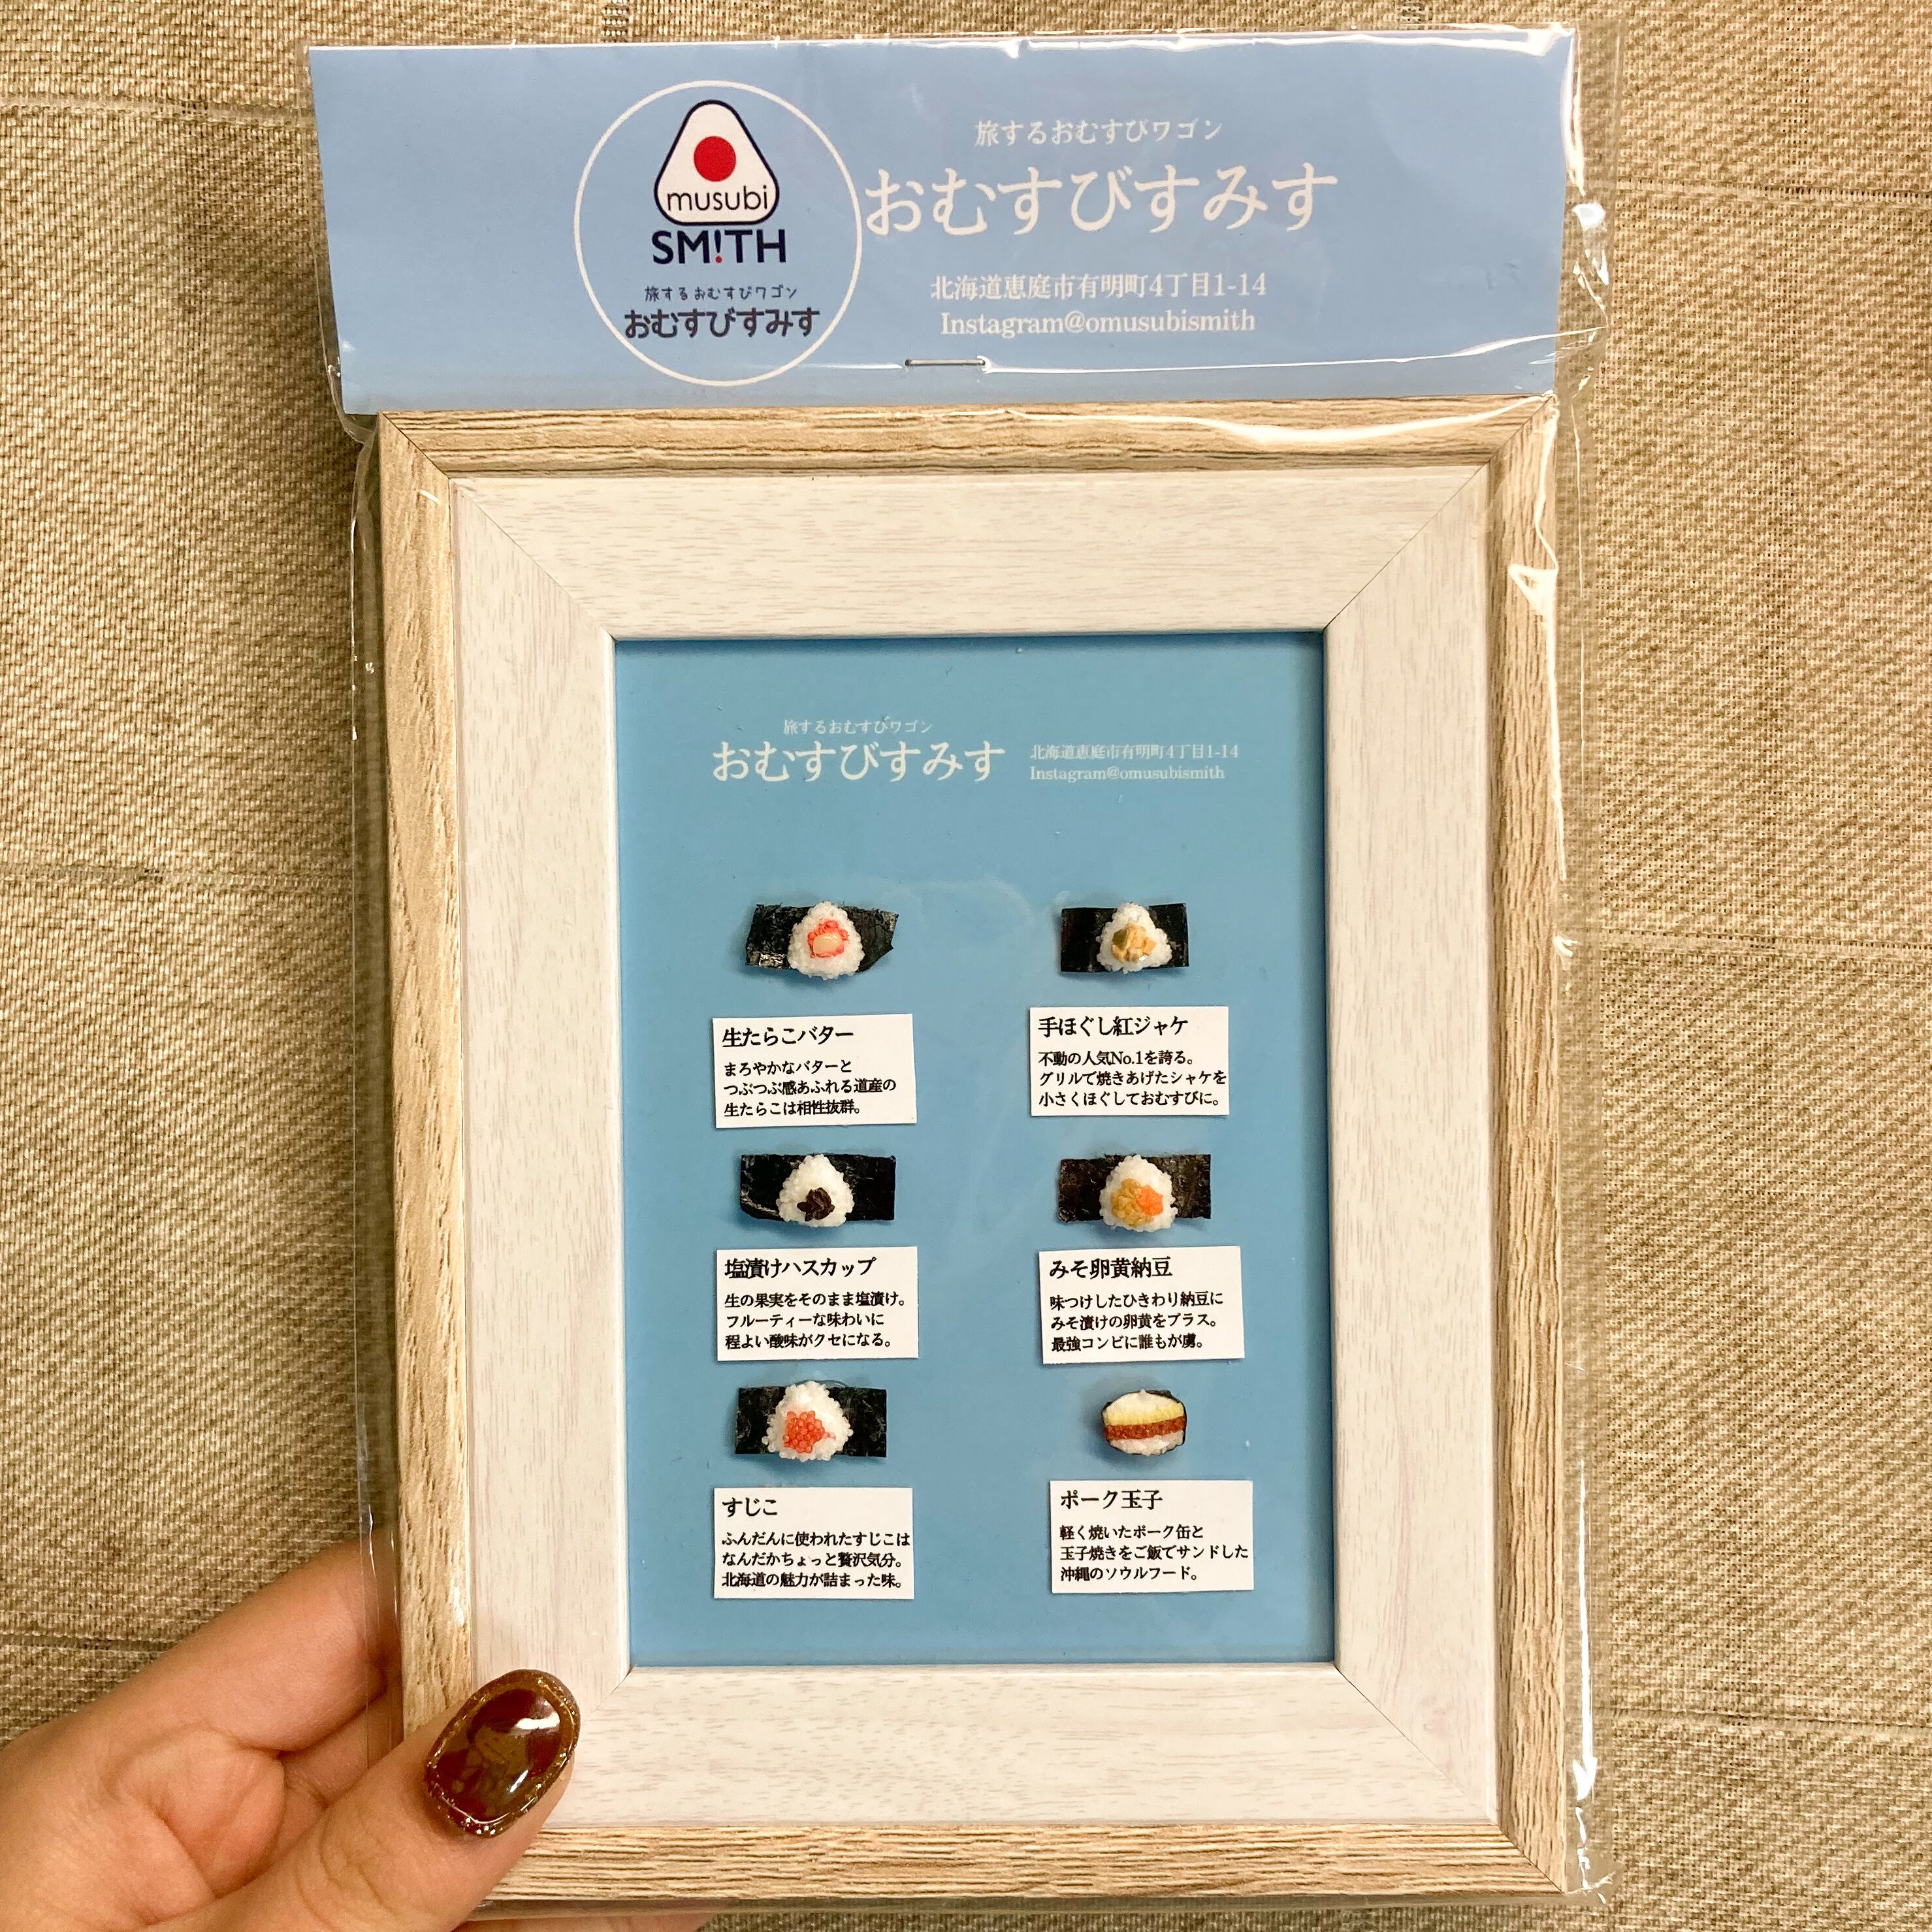 musubi
SM!TH
旅するおむすびワゴン
おむすびすみす
旅するおむすびワゴン
おむすびすみす
北海道恵庭市有明町4丁目1-14
Instagram@omusubismith
旅するおむすびワゴン
おむすびすみす
北海道恵庭市有明町4丁目1-14
Instagram@omusubismith
生たらこバター
まろやかなバターと
つぶつぶ感あふれる道産の
生たらこは相性抜群。
手ほぐし紅ジャケ
不動の人気No.1を誇る。
グリルで焼きあげたシャケを
小さくほぐしておむすびに。
塩漬けハスカップ
生の果実をそのまま塩漬け。
フルーティーな味わいに
程よい酸味がクセになる。
みそ卵黄納豆
味つけしたひきわり納豆に
みそ漬けの卵黄をプラス。
最強コンビに誰もが虜。
すじこ
ふんだんに使われたすじこは
なんだかちょっと贅沢気分。
北海道の魅力が詰まった味。
ポーク玉子
軽く焼いたポーク缶と
玉子焼きをご飯でサンドした
沖縄のソウルフード。